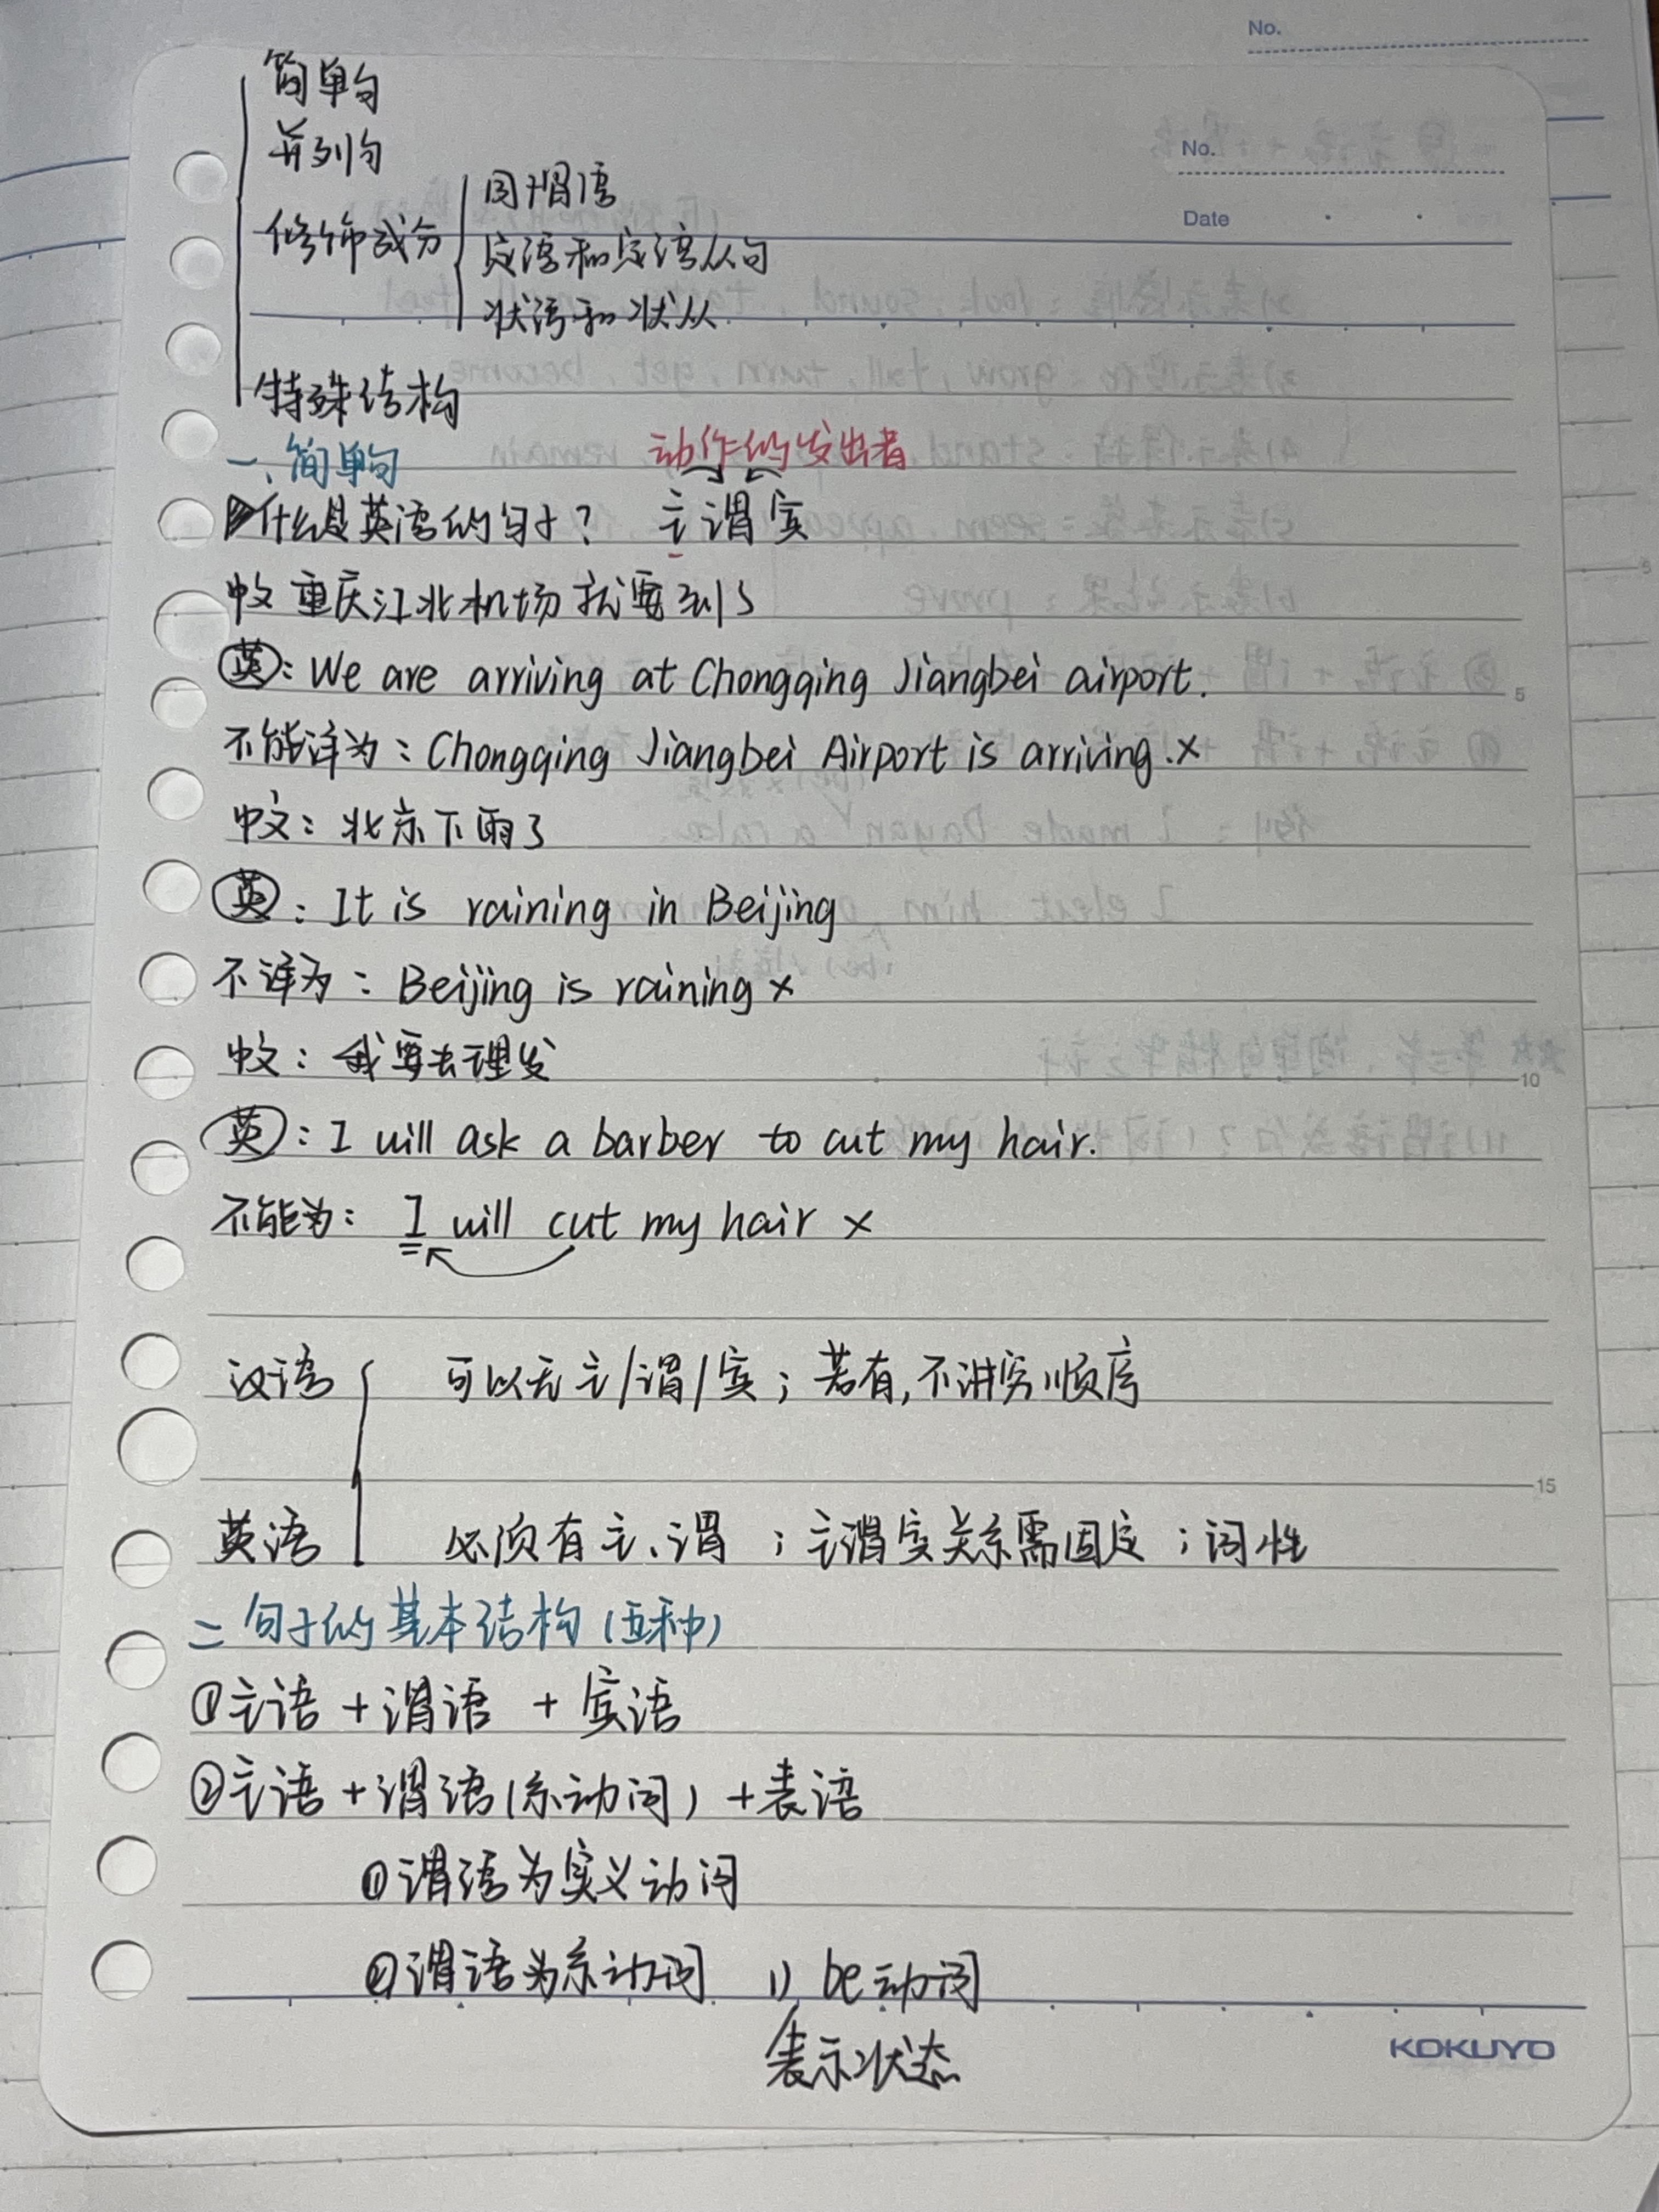 No.
No.
Date
简单句
并列句
修饰成分
同谓语
定语和定语从句
状语和状从
特殊结构
一、简单句
动作的发出者
什么是英语的句子? 主谓宾
中文 重庆江北机场就要到了
英: We are arriving at Chongqing Jiangbei airport.
不能译为: Chongqing Jiangbei Airport is arriving. ×
中文: 北京下雨了
英: It is raining in Beijing
不译为: Beijing is raining ×
中文: 我要去理发
英: I will ask a barber to cut my hair.
不能为: I will cut my hair ×
汉语 可以无主/谓/宾; 若有,不讲究顺序
英语 必须有主、谓 ; 主谓宾关系需固定 ; 词性
二 句子的基本结构(五种)
①主语 + 谓语 + 宾语
②主语 + 谓语(系动词) + 表语
①谓语为实义动词
②谓语为系动词 1) be动词
表示状态
5
10
15
KOKUYO